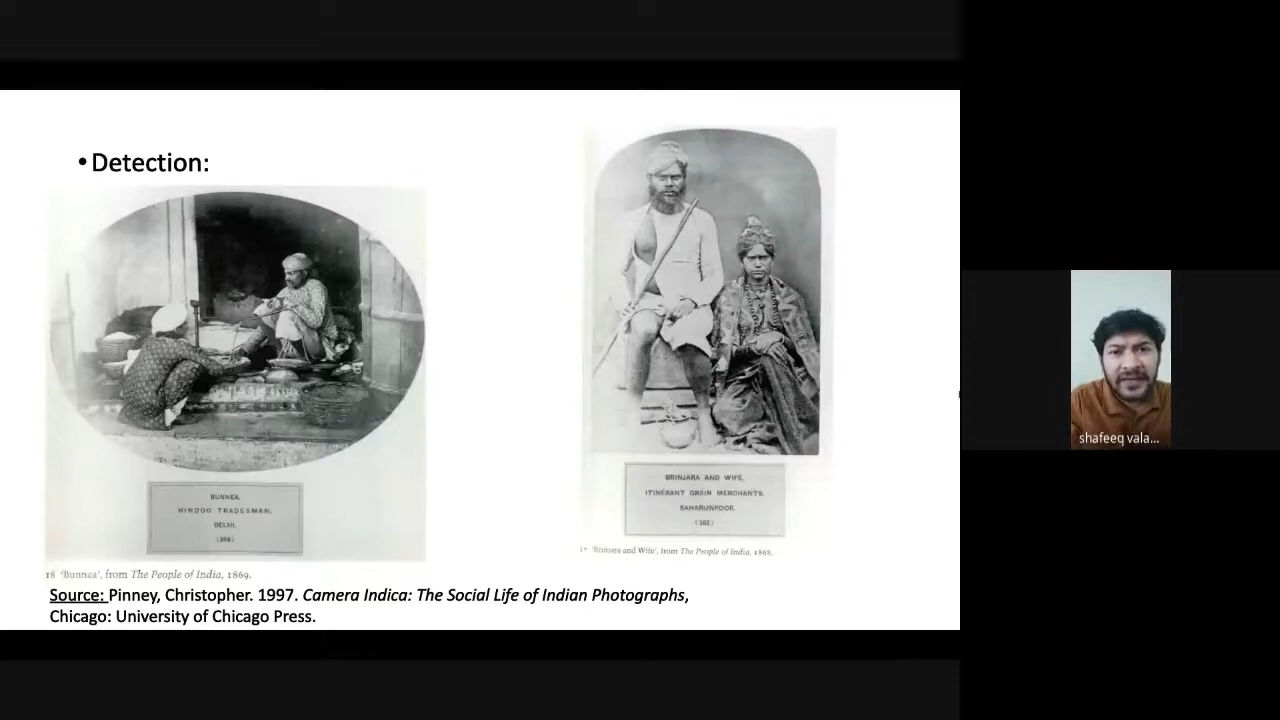 • Detection:
BUNNEA.
HINDOO TRADESMAN.
DELHI.
18 'Bunnea', from The People of India, 1869.
BRINJARA AND WIFE.
ITINERANT GRAIN MERCHANTS.
SAHARUNPOOR.
17 'Brinjara and Wife', from The People of India, 1868.
Source: Pinney, Christopher. 1997. Camera Indica: The Social Life of Indian Photographs,
Chicago: University of Chicago Press.
shafeeq vala...